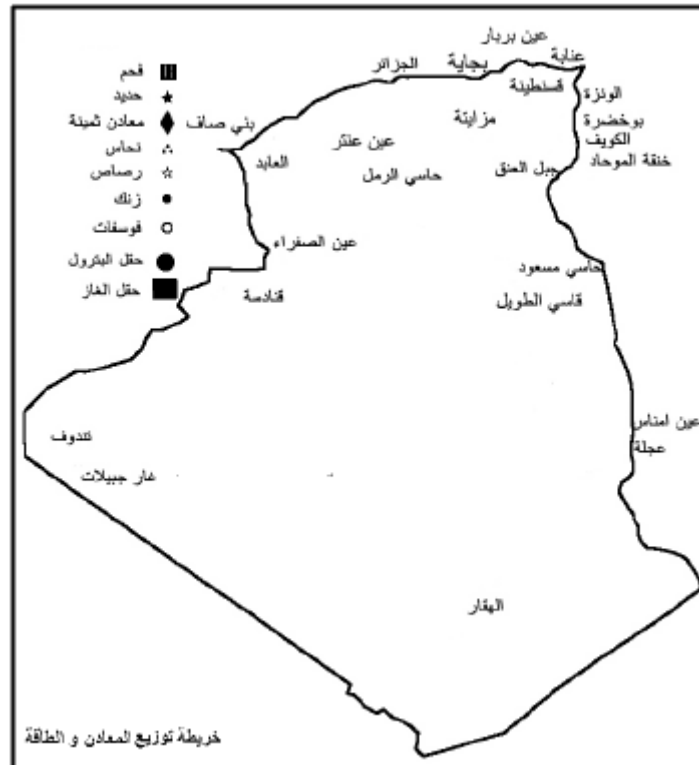 عين بربار
عنابة
الجزائر
بجاية
قسنطينة
الونزة
بوخضرة
الكويف
خنقة الموحاد
مزايتة
بني صاف
عين عنتر
العابد
حاسي الرمل
جبل العنق
عين الصفراء
قنادسة
حاسي مسعود
قاسي الطويل
عين امناس
عجلة
تندوف
غار جبيلات
الهقار
فحم
حديد
معادن ثمينة
نحاس
رصاص
زنك
فوسفات
حقل البترول
حقل الغاز
خريطة توزيع المعادن و الطاقة